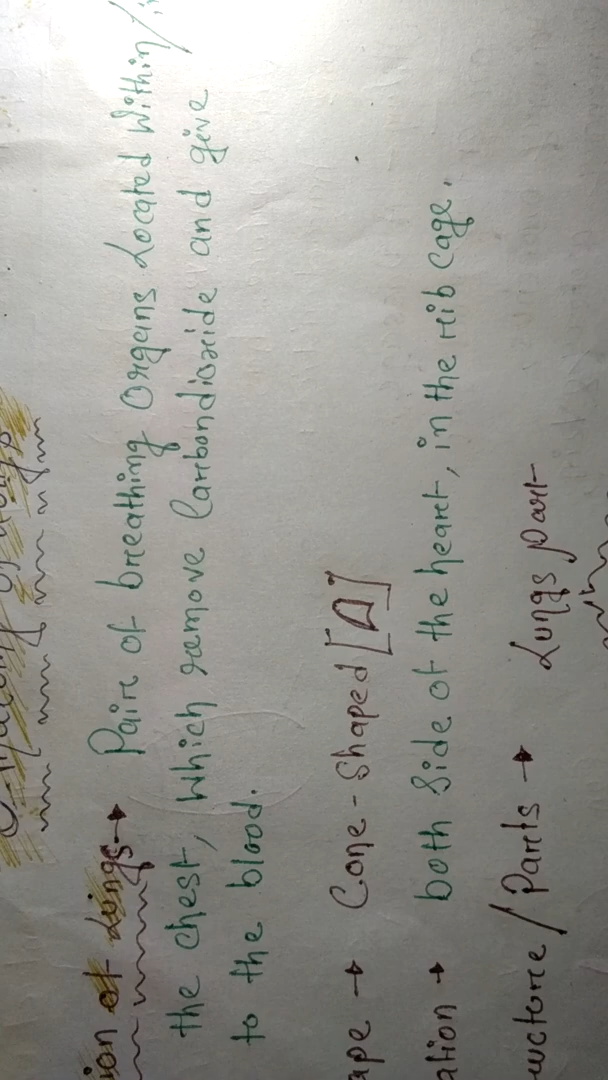 ion of Lungs → Pair of breathing Organs Located within/
the chest, which remove Carbondioxide and give
to the blood.
ape → Cone-shaped [Δ]
ation → both side of the heart, in the rib cage.
ucture/Parts → Lungs part